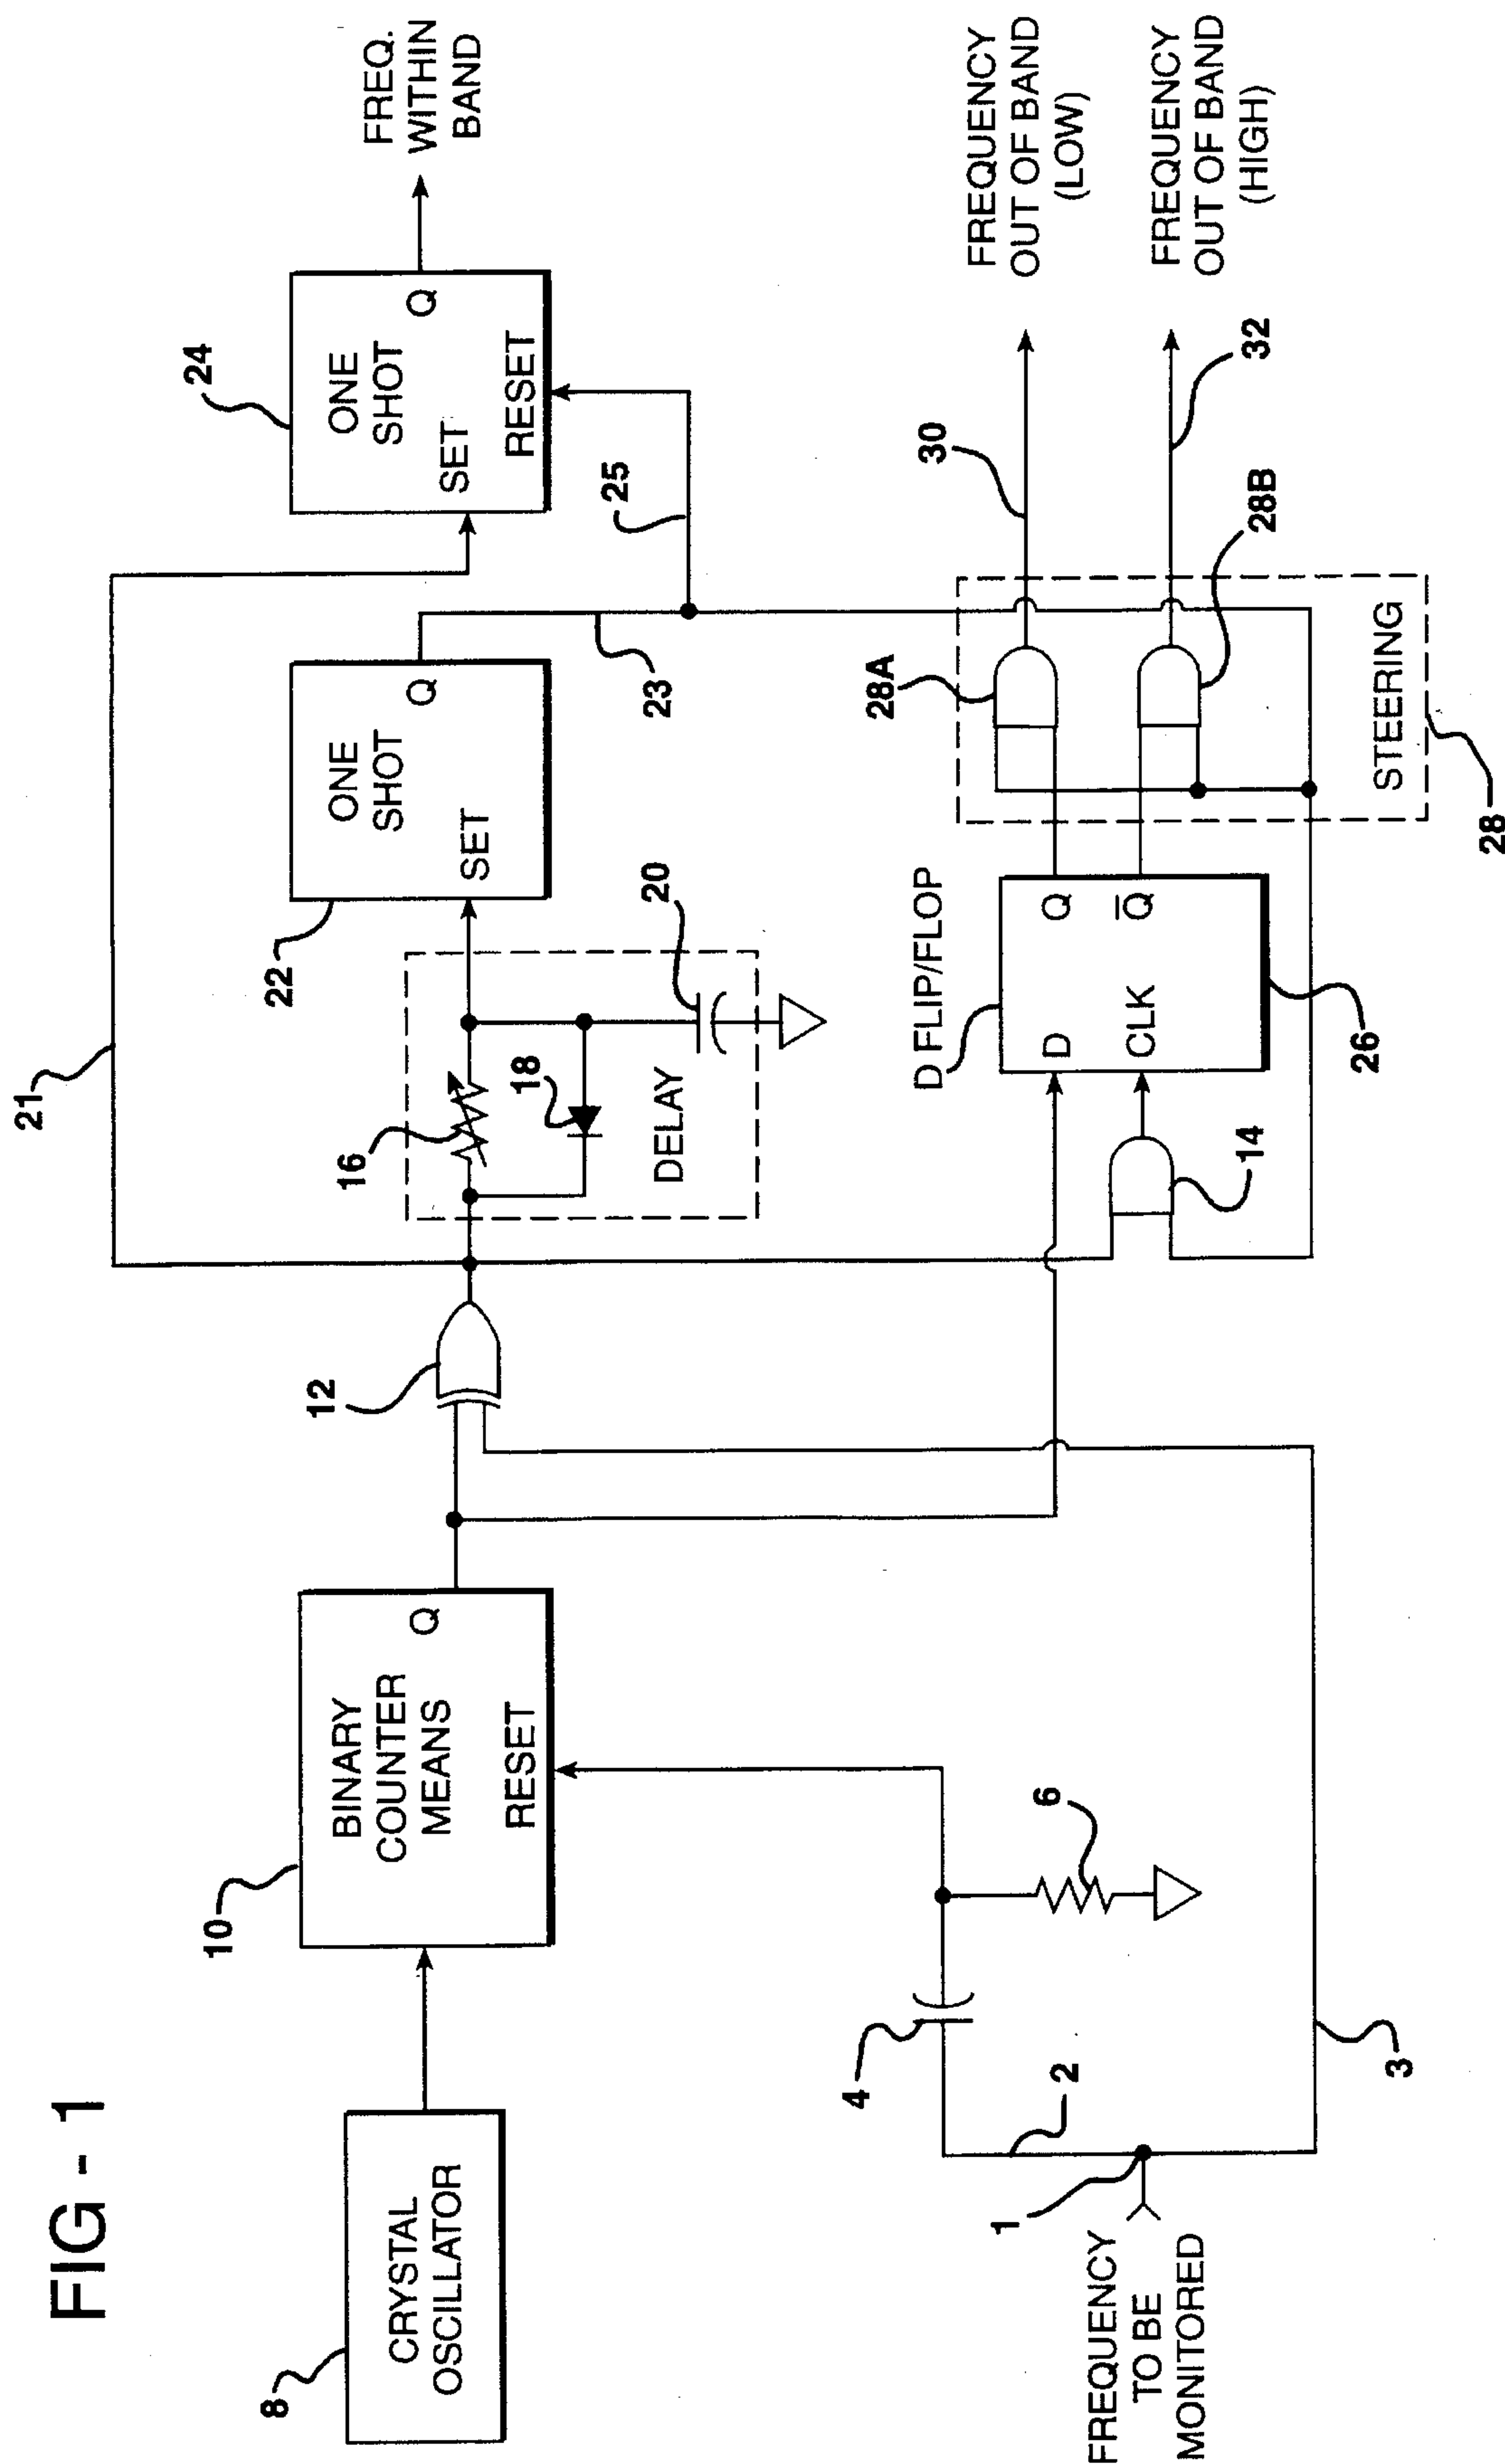 FIG - 1
8
CRYSTAL
OSCILLATOR
10
BINARY
COUNTER
MEANS
Q
RESET
FREQUENCY
TO BE
MONITORED
1
2
3
4
6
12
21
16
18
DELAY
20
22
ONE
SHOT
SET
Q
23
24
ONE
SHOT
SET
Q
RESET
25
FREQ.
WITHIN
BAND
14
D FLIP/FLOP
D
CLK
Q
Q̅
26
28A
28B
STEERING
28
30
32
FREQUENCY
OUT OF BAND
(LOW)
FREQUENCY
OUT OF BAND
(HIGH)